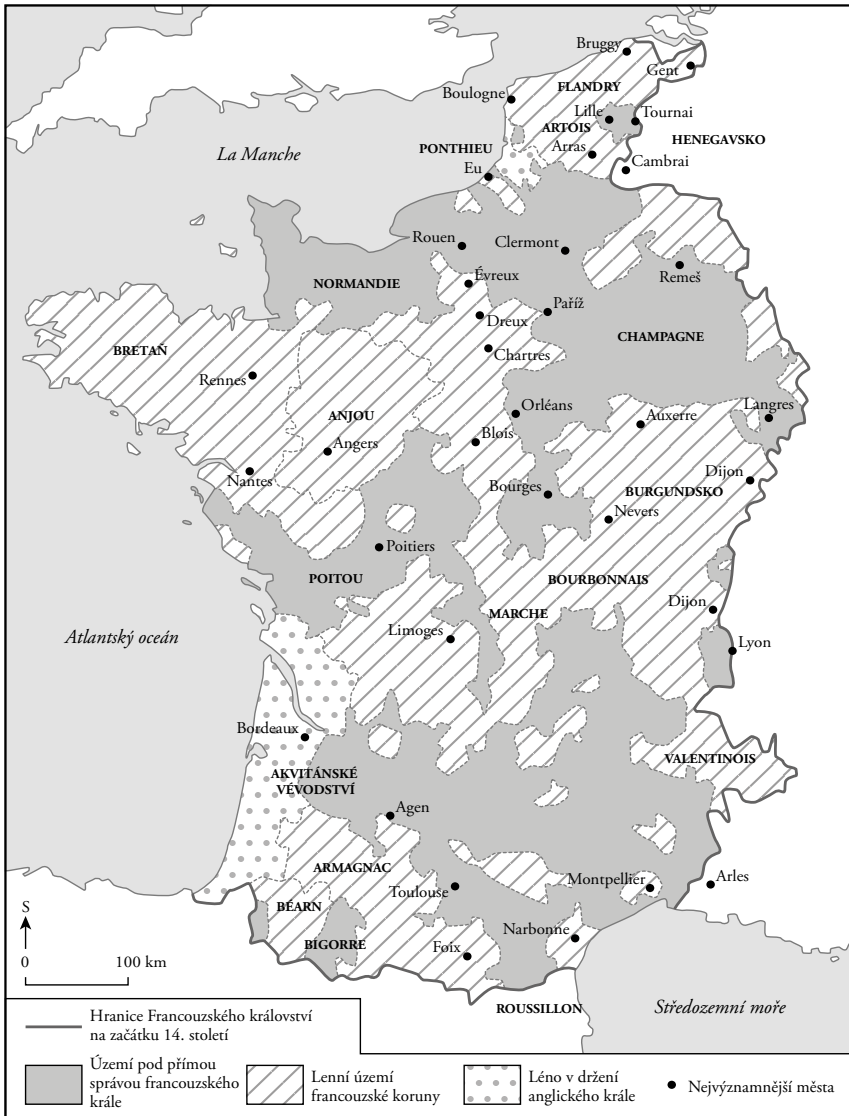 Bruggy
Gent
FLANDRY
Boulogne
Lille
Tournai
ARTOIS
HENEGAVSKO
La Manche
PONTHIEU
Arras
Cambrai
Eu
Rouen
Clermont
Remeš
NORMANDIE
Évreux
Paříž
Dreux
CHAMPAGNE
BRETAŇ
Chartres
Rennes
Orléans
Langres
ANJOU
Auxerre
Angers
Blois
Nantes
Dijon
Bourges
BURGUNDSKO
Nevers
Poitiers
POITOU
BOURBONNAIS
MARCHE
Dijon
Atlantský oceán
Limoges
Lyon
Bordeaux
VALENTINOIS
AKVITÁNSKÉ
VÉVODSTVÍ
Agen
ARMAGNAC
Toulouse
Montpellier
Arles
BÉARN
S
BIGORRE
Foix
Narbonne
0 100 km
ROUSSILLON
Středozemní moře
Hranice Francouzského království
na začátku 14. století
Území pod přímou
správou francouzského
krále
Lenní území
francouzské koruny
Léno v držení
anglického krále
Nejvýznamnější města